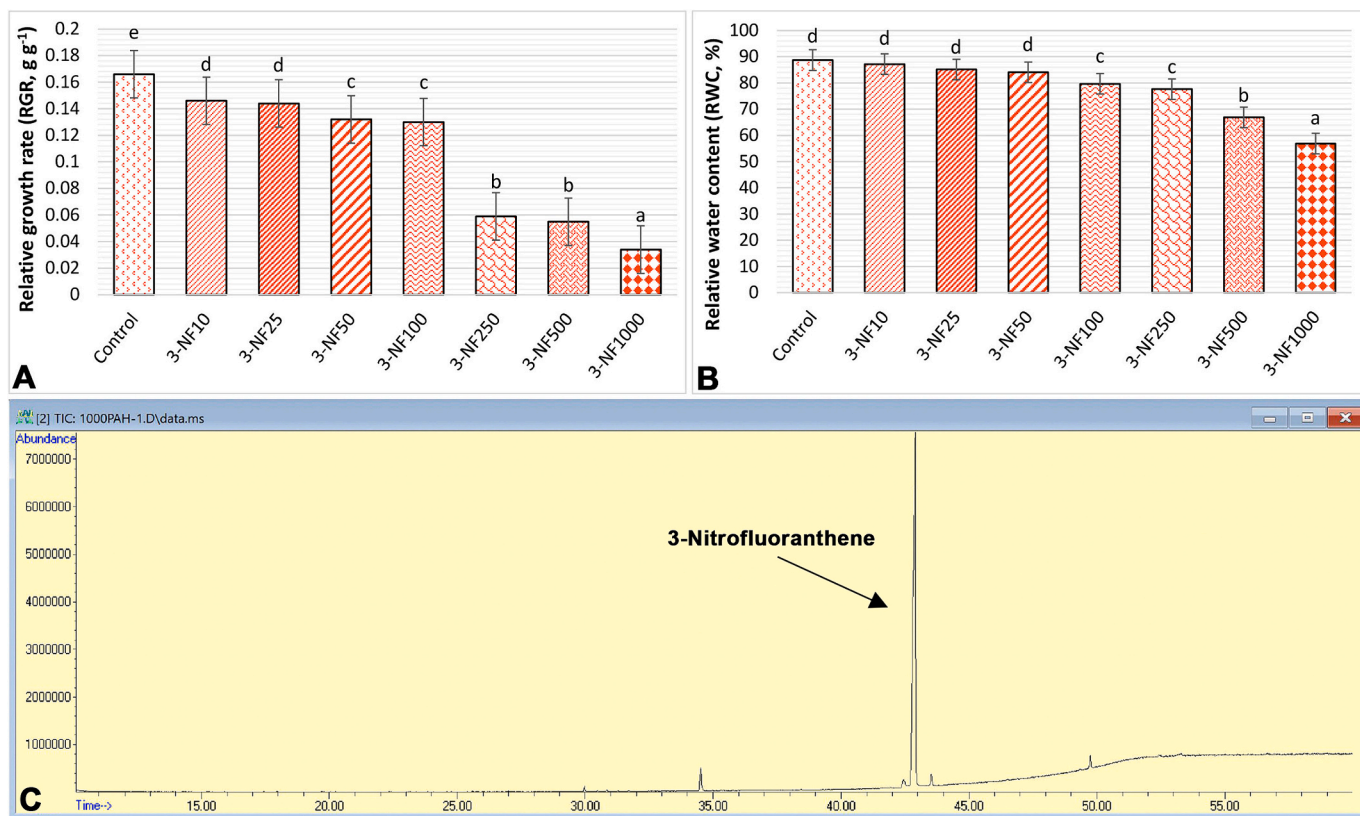 Relative growth rate (RGR, g g⁻¹)
0.2
0.18
0.16
0.14
0.12
0.1
0.08
0.06
0.04
0.02
0
e
d
d
c
c
b
b
a
Control
3-NF10
3-NF25
3-NF50
3-NF100
3-NF250
3-NF500
3-NF1000
A
Relative water content (RWC, %)
100
90
80
70
60
50
40
30
20
10
0
d
d
d
d
c
c
b
a
Control
3-NF10
3-NF25
3-NF50
3-NF100
3-NF250
3-NF500
3-NF1000
B
[2] TIC: 1000PAH-1.D\data.ms
Abundance
7000000
6000000
5000000
4000000
3000000
2000000
1000000
3-Nitrofluoranthene
Time-->
15.00
20.00
25.00
30.00
35.00
40.00
45.00
50.00
55.00
C